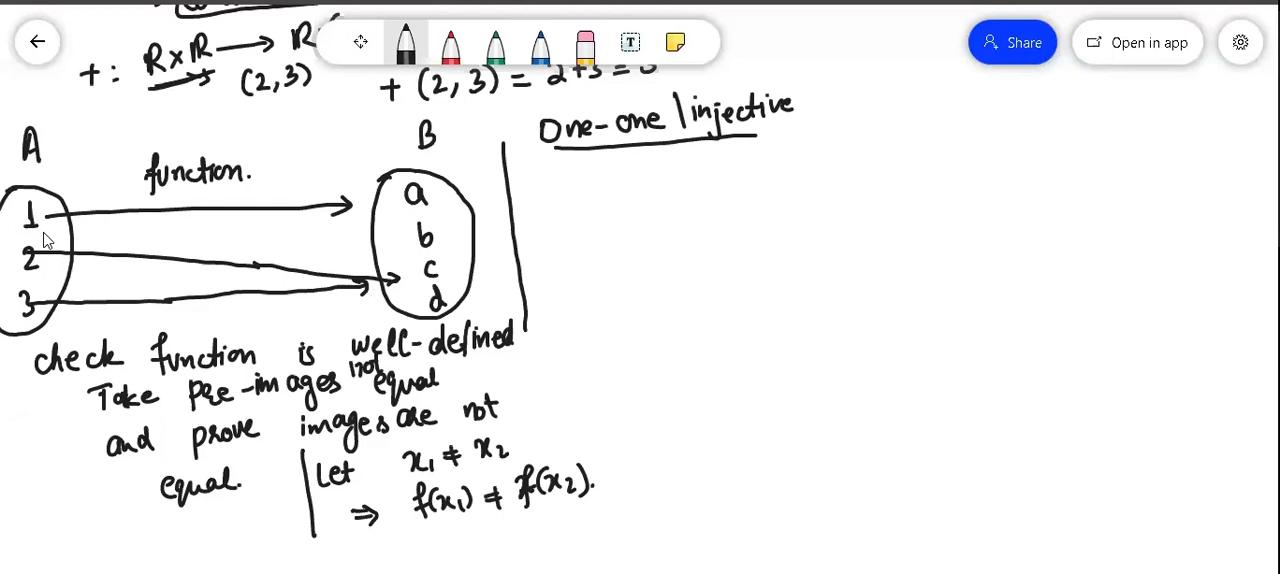 Share
Open in app
+ : R×R → R
(2,3)
+ (2,3) = 2+3 =
A
B
One-one | injective
function.
1
2
3
a
b
c
d
check function is well-defined
Take pre-images not equal
and prove images are not
equal.
Let x₁ ≠ x₂
⇒ f(x₁) ≠ f(x₂).